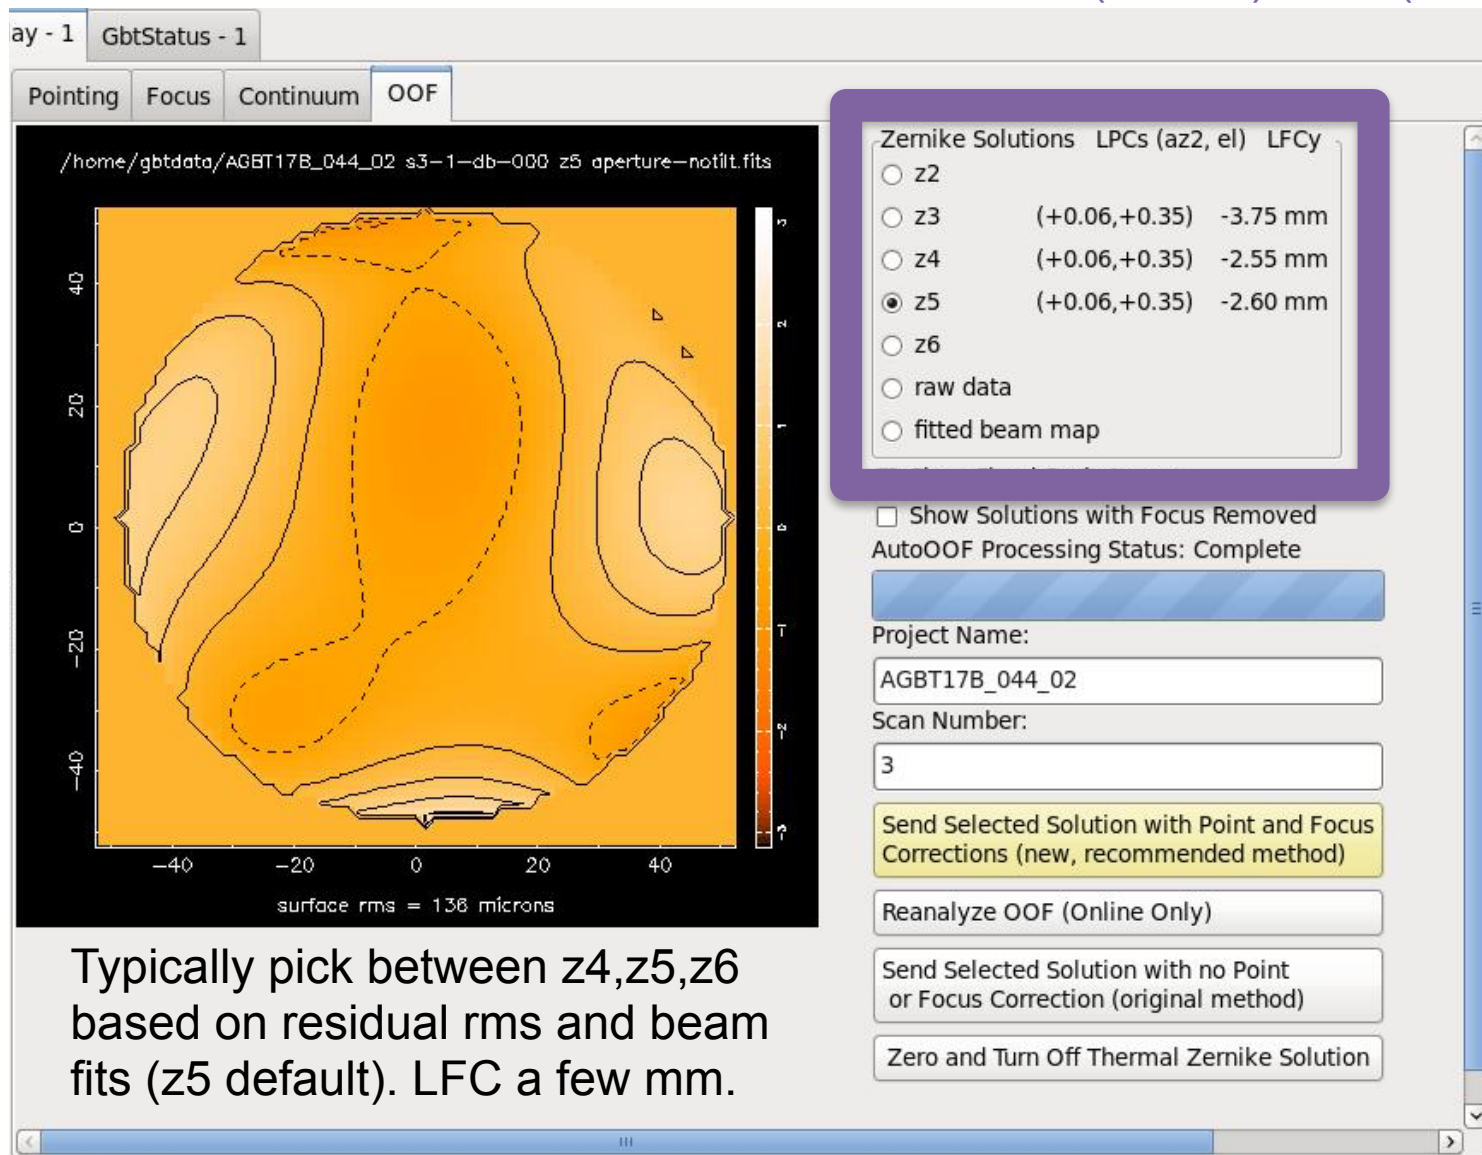 ay - 1 GbtStatus - 1
Pointing Focus Continuum OOF
/home/gbtdata/AGBT17B_044_02 s3-1-db-000 z5 aperture-notilt.fits
40
20
0
-20
-40
-40 -20 0 20 40
3
2
1
0
-1
-2
-3
surface rms = 136 microns
Zernike Solutions LPCs (az2, el) LFCy
z2
z3 (+0.06,+0.35) -3.75 mm
z4 (+0.06,+0.35) -2.55 mm
z5 (+0.06,+0.35) -2.60 mm
z6
raw data
fitted beam map
Show Solutions with Focus Removed
AutoOOF Processing Status: Complete
Project Name:
AGBT17B_044_02
Scan Number:
3
Send Selected Solution with Point and Focus
Corrections (new, recommended method)
Reanalyze OOF (Online Only)
Send Selected Solution with no Point
or Focus Correction (original method)
Zero and Turn Off Thermal Zernike Solution
Typically pick between z4,z5,z6
based on residual rms and beam
fits (z5 default). LFC a few mm.